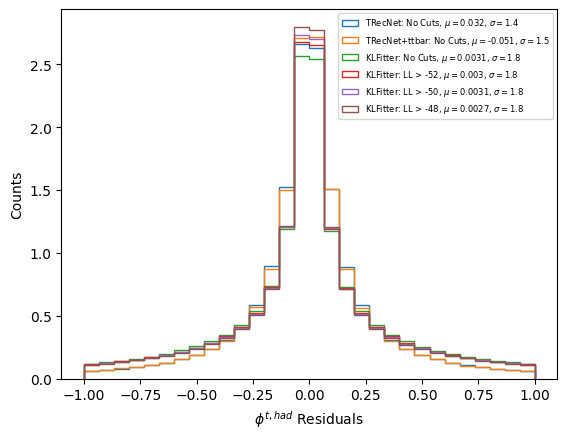 TRecNet: No Cuts, μ = 0.032, σ = 1.4
TRecNet+ttbar: No Cuts, μ = -0.051, σ = 1.5
KLFitter: No Cuts, μ = 0.0031, σ = 1.8
KLFitter: LL > -52, μ = 0.003, σ = 1.8
KLFitter: LL > -50, μ = 0.0031, σ = 1.8
KLFitter: LL > -48, μ = 0.0027, σ = 1.8
Counts
2.5
2.0
1.5
1.0
0.5
0.0
−1.00 −0.75 −0.50 −0.25 0.00 0.25 0.50 0.75 1.00
ϕ^{t, had} Residuals